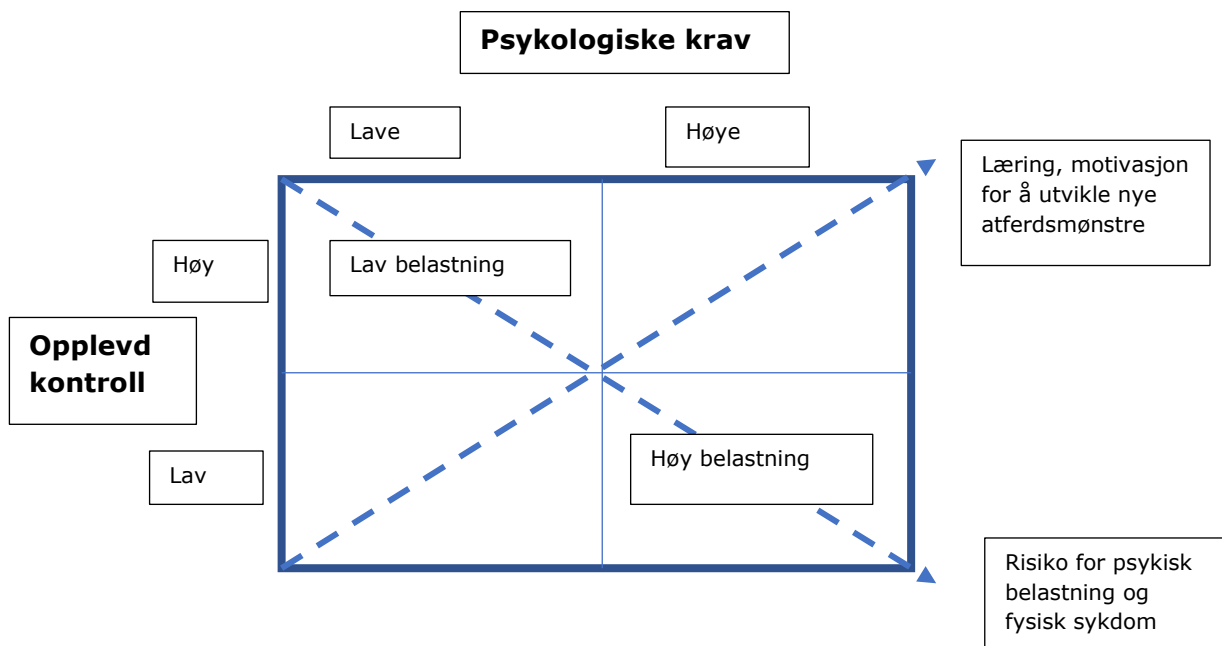 Psykologiske krav
Lave
Høye
Læring, motivasjon
for å utvikle nye
atferdsmønstre
Høy
Lav belastning
Opplevd
kontroll
Høy belastning
Lav
Risiko for psykisk
belastning og
fysisk sykdom